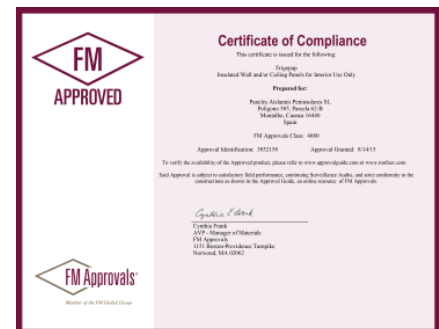 FM
APPROVED
Certificate of Compliance
This certificate is issued for the following:
Frigopap
Insulated Wall and/or Ceiling Panels for Interior Use Only
Prepared for:
Paneles Aislantes Peninsulares SL
Poligono 505, Parcela 62-B
Montalbo, Cuenca 16440
Spain
FM Approvals Class: 4880
Approval Identification: 3052158 Approval Granted: 8/14/15
To verify the availability of the Approved product, please refer to www.approvalguide.com or www.roofnav.com
Said Approval is subject to satisfactory field performance, continuing Surveillance Audits, and strict conformity to the
constructions as shown in the Approval Guide, an online resource of FM Approvals.
Cynthia E Frank
Cynthia Frank
AVP - Manager of Materials
FM Approvals
1151 Boston-Providence Turnpike
Norwood, MA 02062
FM Approvals
Member of the FM Global Group